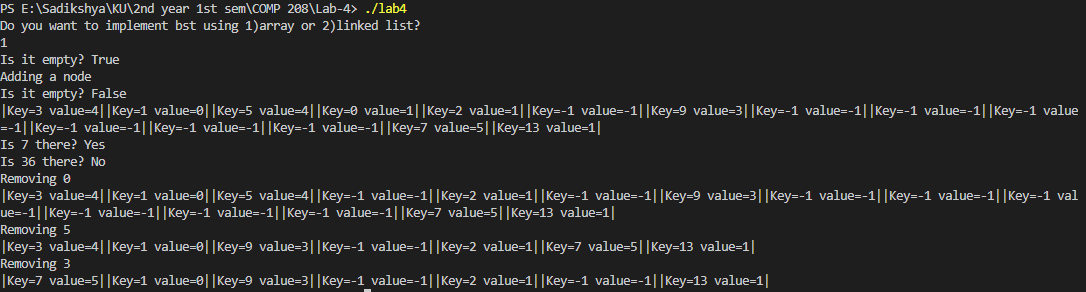 PS E:\Sadikshya\KU\2nd year 1st sem\COMP 208\Lab-4> ./lab4
Do you want to implement bst using 1)array or 2)linked list?
1
Is it empty? True
Adding a node
Is it empty? False
|Key=3 value=4||Key=1 value=0||Key=5 value=4||Key=0 value=1||Key=2 value=1||Key=-1 value=-1||Key=9 value=3||Key=-1 value=-1||Key=-1 value=-1||Key=-1 value
=-1||Key=-1 value=-1||Key=-1 value=-1||Key=-1 value=-1||Key=7 value=5||Key=13 value=1|
Is 7 there? Yes
Is 36 there? No
Removing 0
|Key=3 value=4||Key=1 value=0||Key=5 value=4||Key=-1 value=-1||Key=2 value=1||Key=-1 value=-1||Key=9 value=3||Key=-1 value=-1||Key=-1 value=-1||Key=-1 val
ue=-1||Key=-1 value=-1||Key=-1 value=-1||Key=-1 value=-1||Key=7 value=5||Key=13 value=1|
Removing 5
|Key=3 value=4||Key=1 value=0||Key=9 value=3||Key=-1 value=-1||Key=2 value=1||Key=7 value=5||Key=13 value=1|
Removing 3
|Key=7 value=5||Key=1 value=0||Key=9 value=3||Key=-1 value=-1||Key=2 value=1||Key=-1 value=-1||Key=13 value=1|